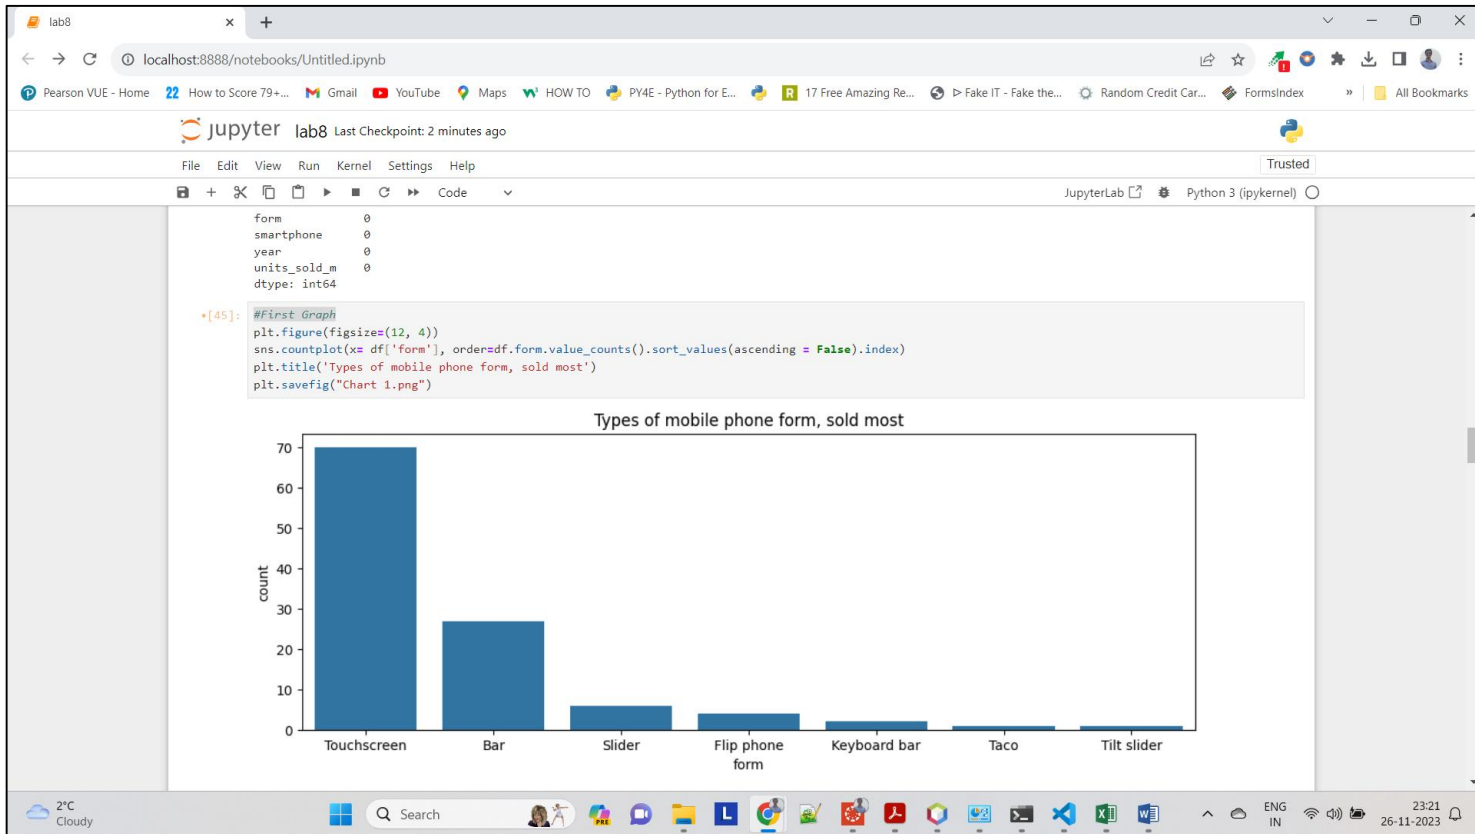 lab8
localhost:8888/notebooks/Untitled.ipynb
Pearson VUE - Home 22 How to Score 79+... Gmail YouTube Maps HOW TO PY4E - Python for E... R 17 Free Amazing Re... ᐅ Fake IT - Fake the... Random Credit Car... FormsIndex » All Bookmarks
jupyter lab8 Last Checkpoint: 2 minutes ago
File Edit View Run Kernel Settings Help Trusted
Code JupyterLab Python 3 (ipykernel)
form 0
smartphone 0
year 0
units_sold_m 0
dtype: int64
•[45]: #First Graph
plt.figure(figsize=(12, 4))
sns.countplot(x= df['form'], order=df.form.value_counts().sort_values(ascending = False).index)
plt.title('Types of mobile phone form, sold most')
plt.savefig("Chart 1.png")
Types of mobile phone form, sold most
70
60
50
40
30
20
10
0
count
Touchscreen Bar Slider Flip phone Keyboard bar Taco Tilt slider
form
2°C
Cloudy
Search
PRE
L
ENG
IN
23:21
26-11-2023